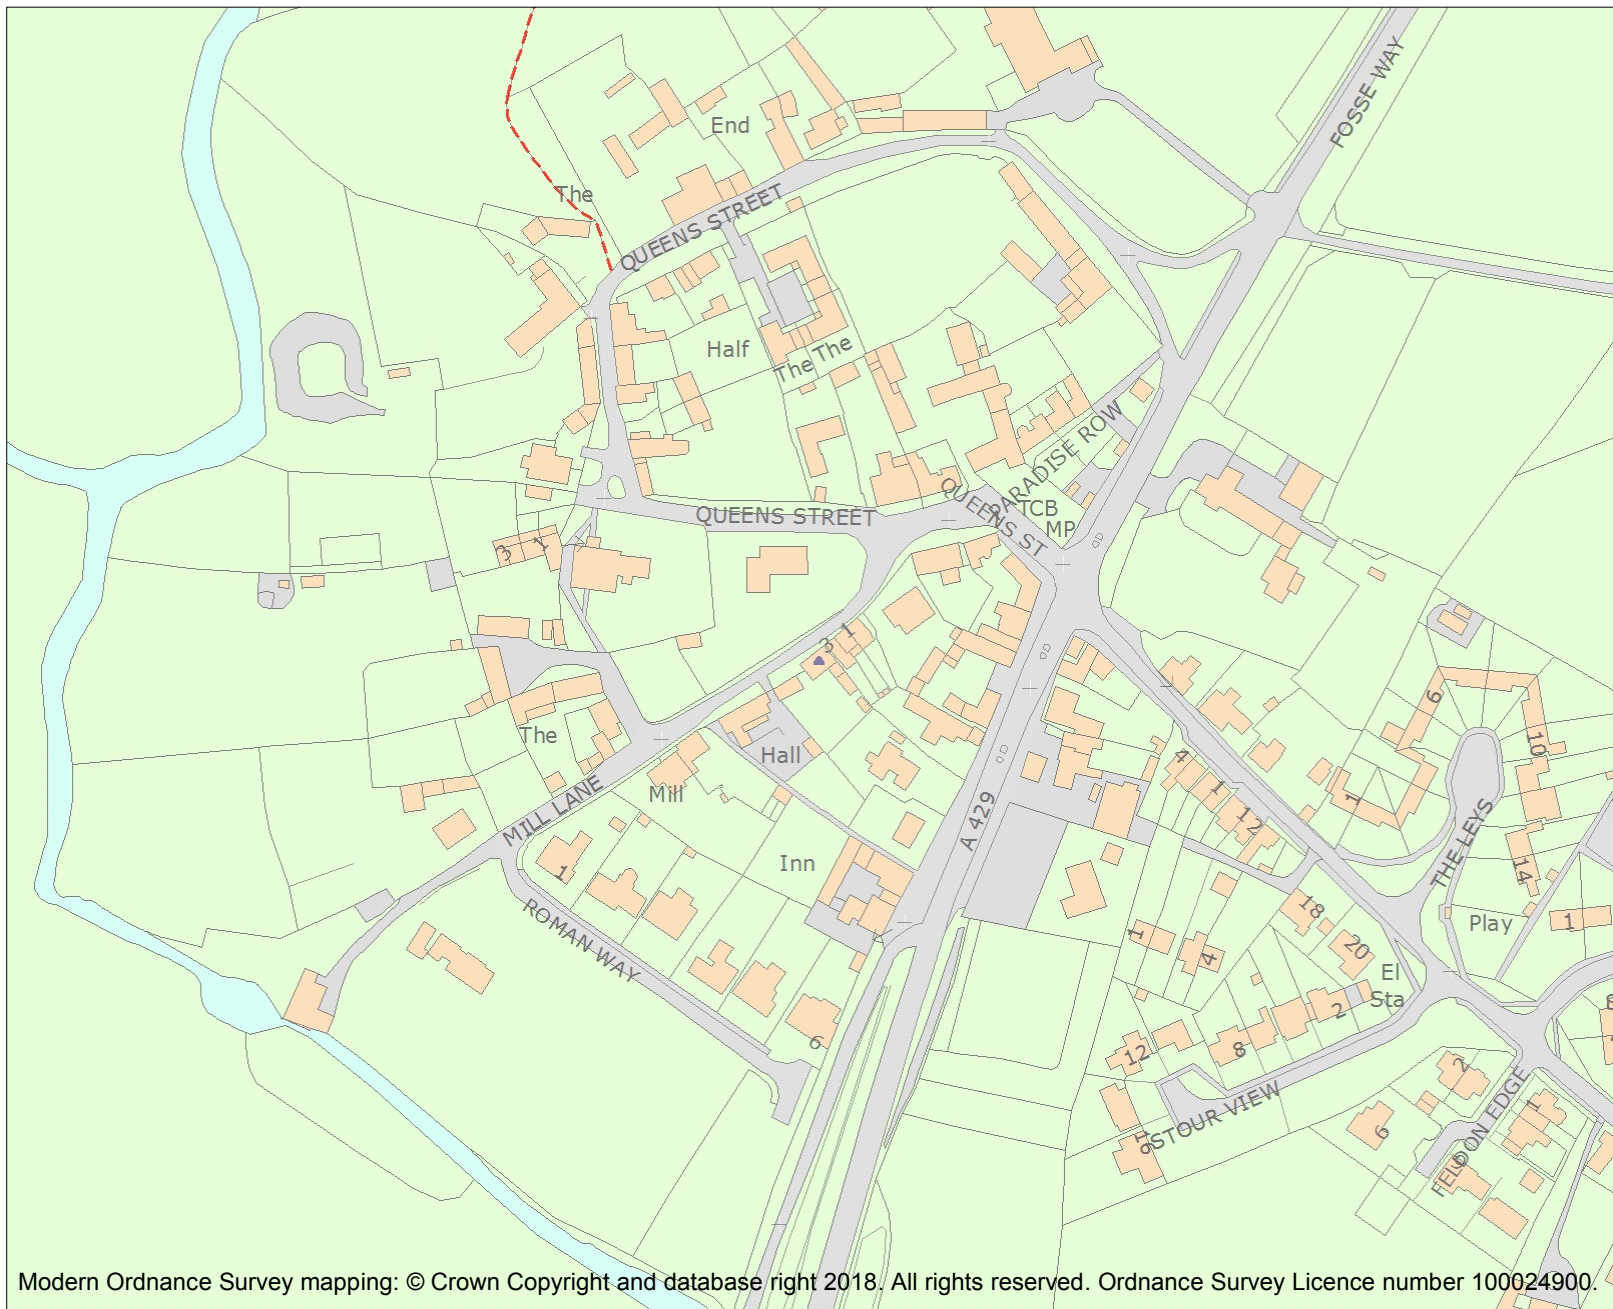 FOSSE WAY
End
The
QUEENS STREET
Half
The
The
PARADISE ROW
QUEENS STREET
QUEENS ST
TCB
MP
3
1
3
1
6
10
The
Hall
Mill
4
1
12
1
A 429
MILL LANE
THE LEYS
Inn
14
1
ROMAN WAY
18
Play
1
1
4
20
El
Sta
2
8
6
8
12
2
FELDON EDGE
1
STOUR VIEW
6
16
9
Modern Ordnance Survey mapping: © Crown Copyright and database right 2018. All rights reserved. Ordnance Survey Licence number 100024900.